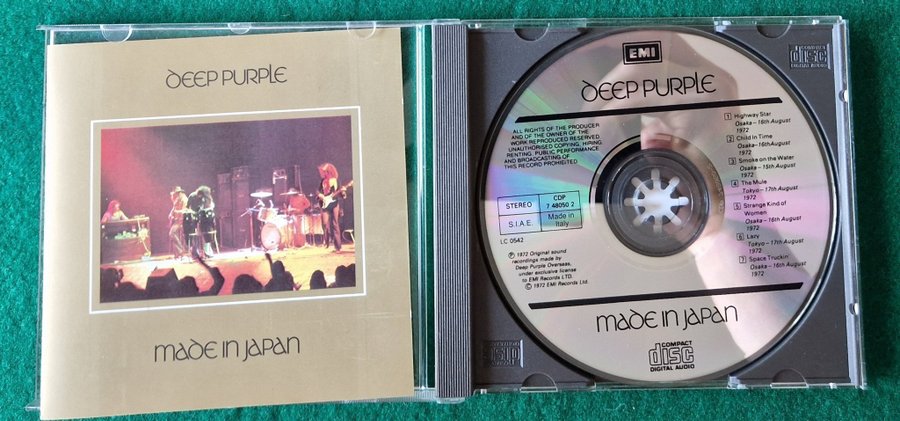 DEEP PURPLE
MADE IN JAPAN
EMI
DEEP PURPLE
ALL RIGHTS OF THE PRODUCER
AND OF THE OWNER OF THE
WORK REPRODUCED RESERVED.
UNAUTHORISED COPYING, HIRING
RENTING, PUBLIC PERFORMANCE
AND BROADCASTING OF
THIS RECORD PROHIBITED
STEREO
CDP
7 48050 2
S.I.A.E.
Made in
Italy
LC 0542
℗ 1972 Original sound
recordings made by
Deep Purple Overseas,
under exclusive license
to EMI Records LTD.
© 1972 EMI Records Ltd.
1 Highway Star
Osaka – 16th August
1972
2 Child in Time
Osaka – 16th August
1972
3 Smoke on the Water
Osaka – 15th August
1972
4 The Mule
Tokyo – 17th August
1972
5 Strange Kind of
Women
Osaka – 16th August
1972
6 Lazy
Tokyo – 17th August
1972
7 Space Truckin'
Osaka – 16th August
1972
MADE IN JAPAN
COMPACT
disc
DIGITAL AUDIO
COMPACT
disc
DIGITAL AUDIO